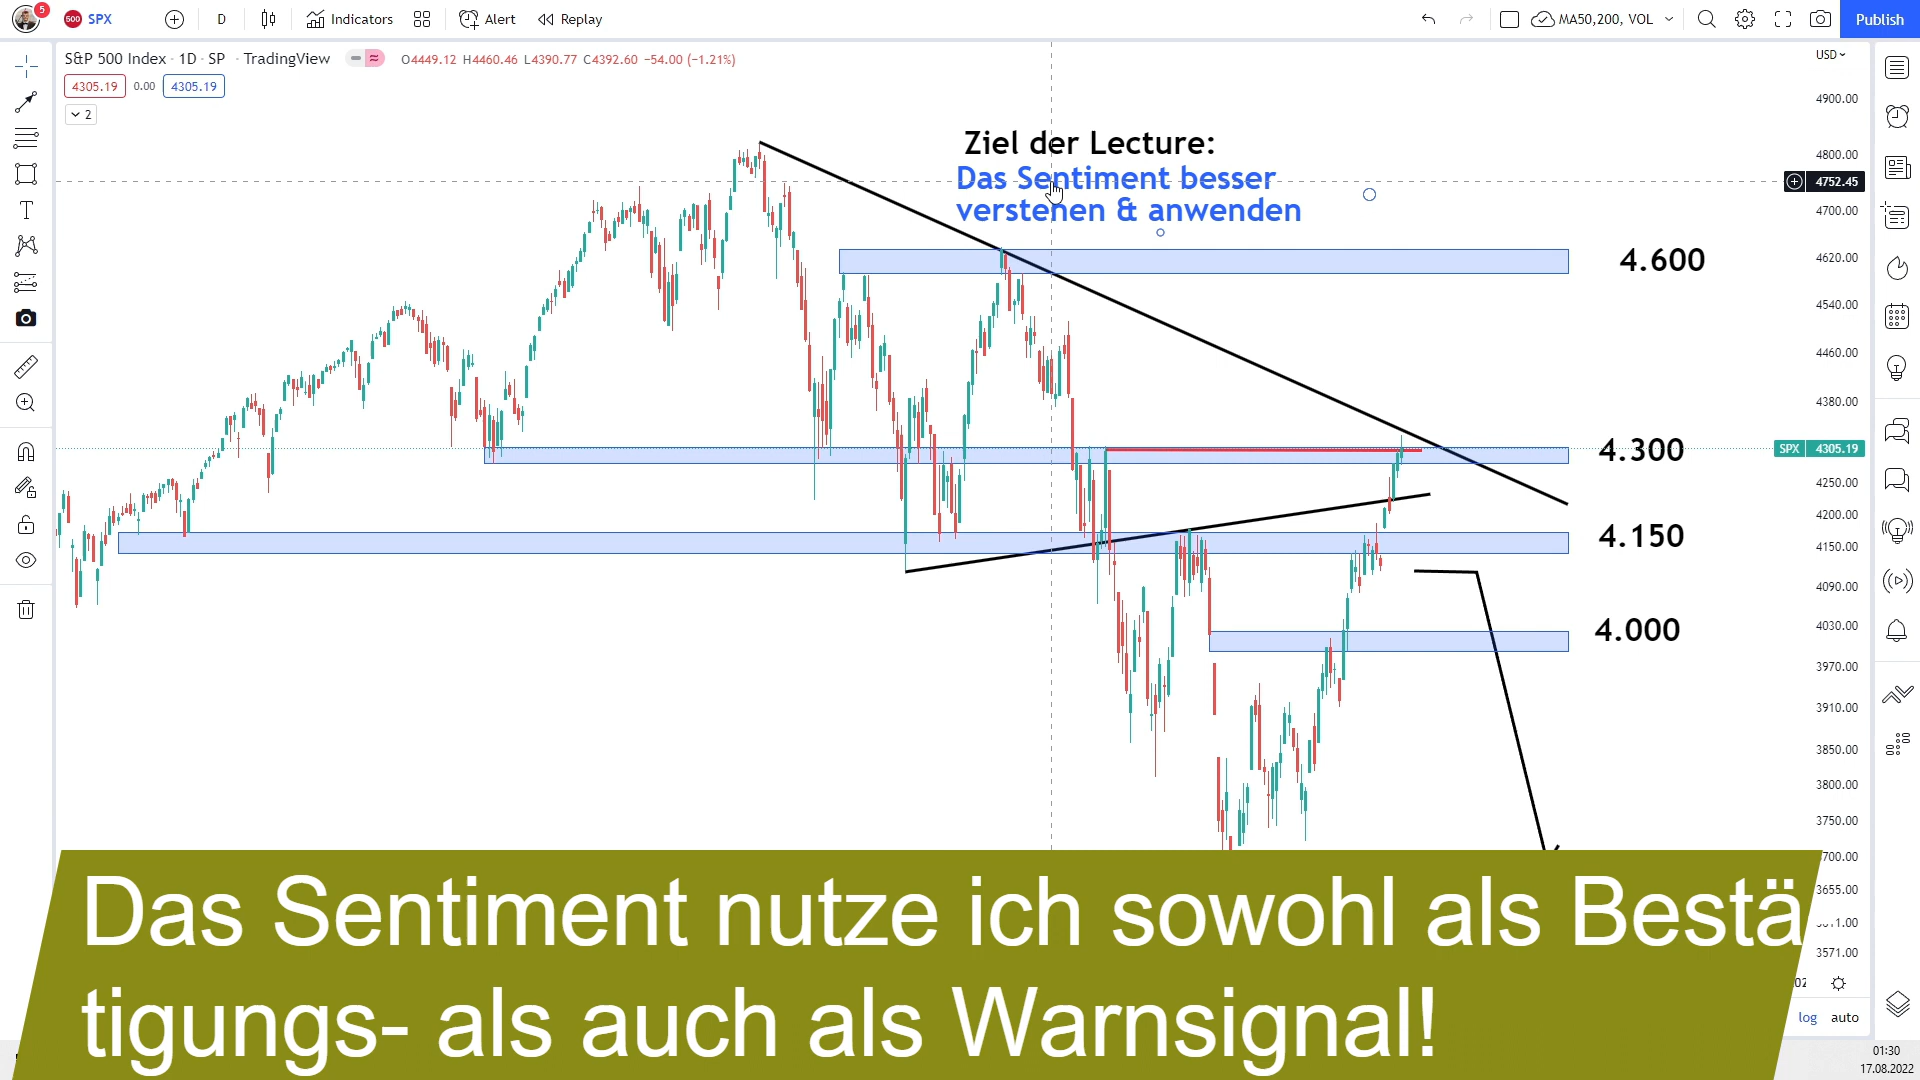 5
500 SPX
D
Indicators
Alert
Replay
MA50,200, VOL
Publish
S&P 500 Index · 1D · SP · TradingView
O4449.12 H4460.46 L4390.77 C4392.60 −54.00 (−1.21%)
4305.19 0.00 4305.19
2
USD
4900.00
Ziel der Lecture:
4800.00
Das Sentiment besser
4752.45
verstehen & anwenden
4700.00
4.600
4620.00
4540.00
4460.00
4380.00
4.300
SPX 4305.19
4250.00
4200.00
4.150
4150.00
4090.00
4.000
4030.00
3970.00
3910.00
3850.00
3800.00
3750.00
Das Sentiment nutze ich sowohl als Bestä
tigungs- als auch als Warnsignal!
3655.00
3571.00
log auto
01:30
17.08.2022